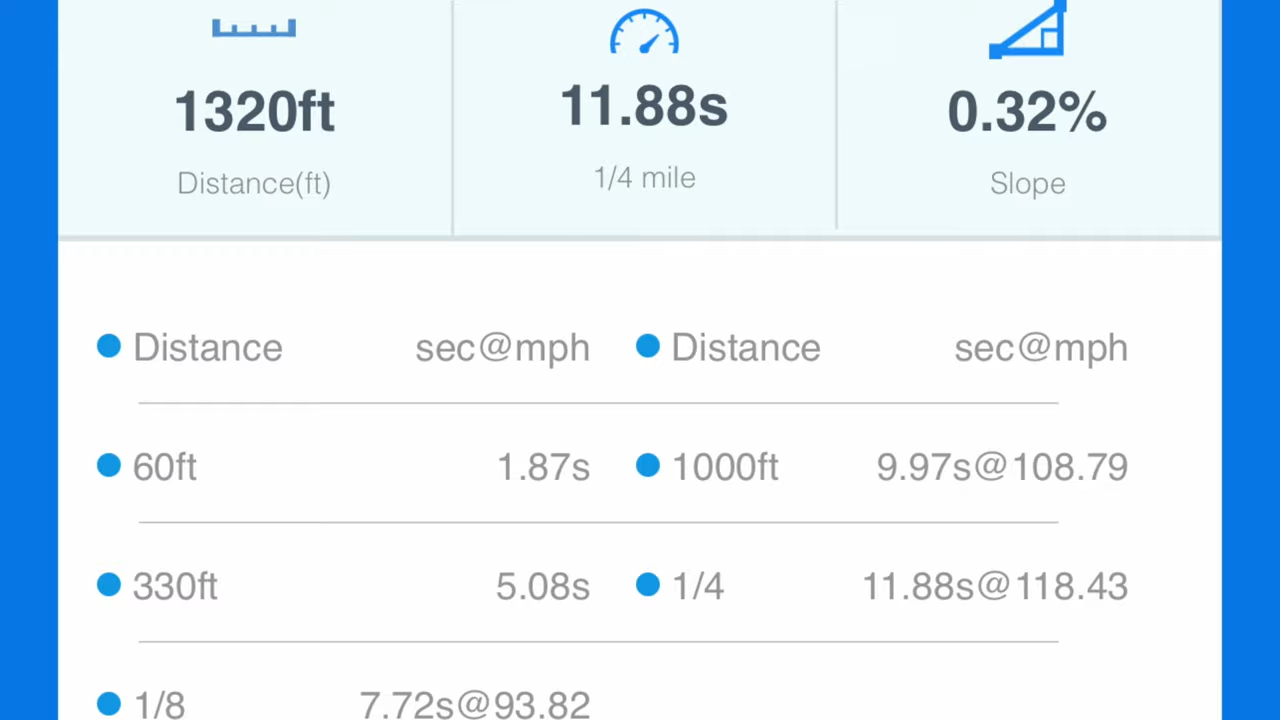 1320ft
11.88s
0.32%
Distance(ft)
1/4 mile
Slope
Distance sec@mph Distance sec@mph
60ft 1.87s 1000ft 9.97s@108.79
330ft 5.08s 1/4 11.88s@118.43
1/8 7.72s@93.82